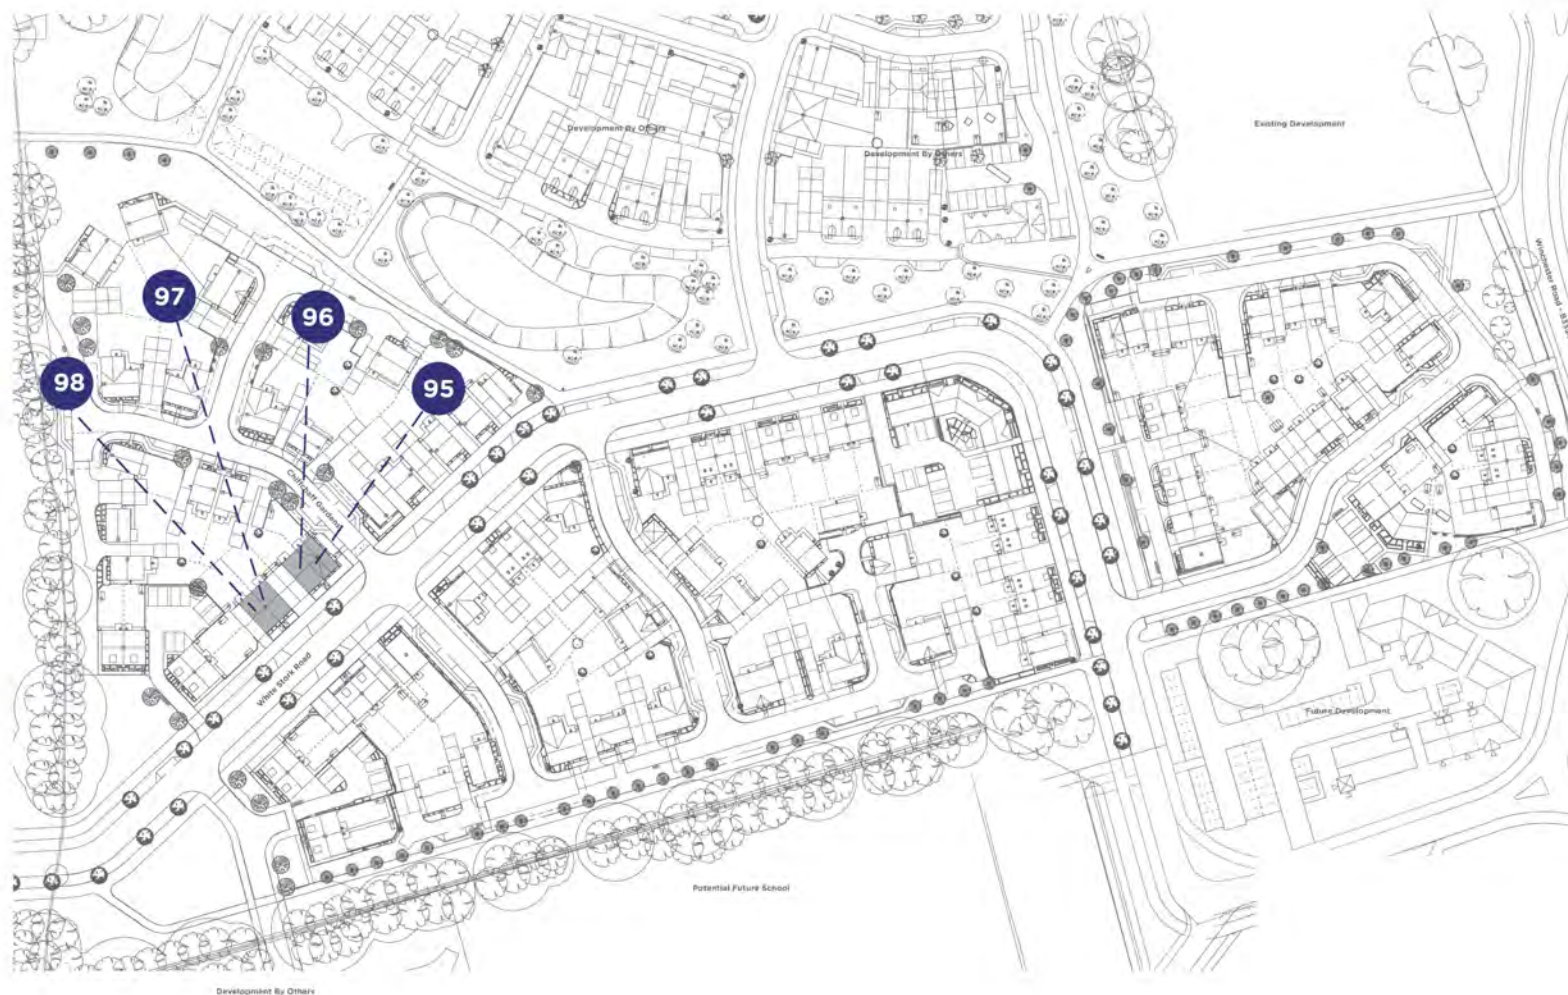 Development By Others
Development By Others
Existing Development
97
96
98
95
White Stork Road
Future Development
Potential Future School
Development By Others